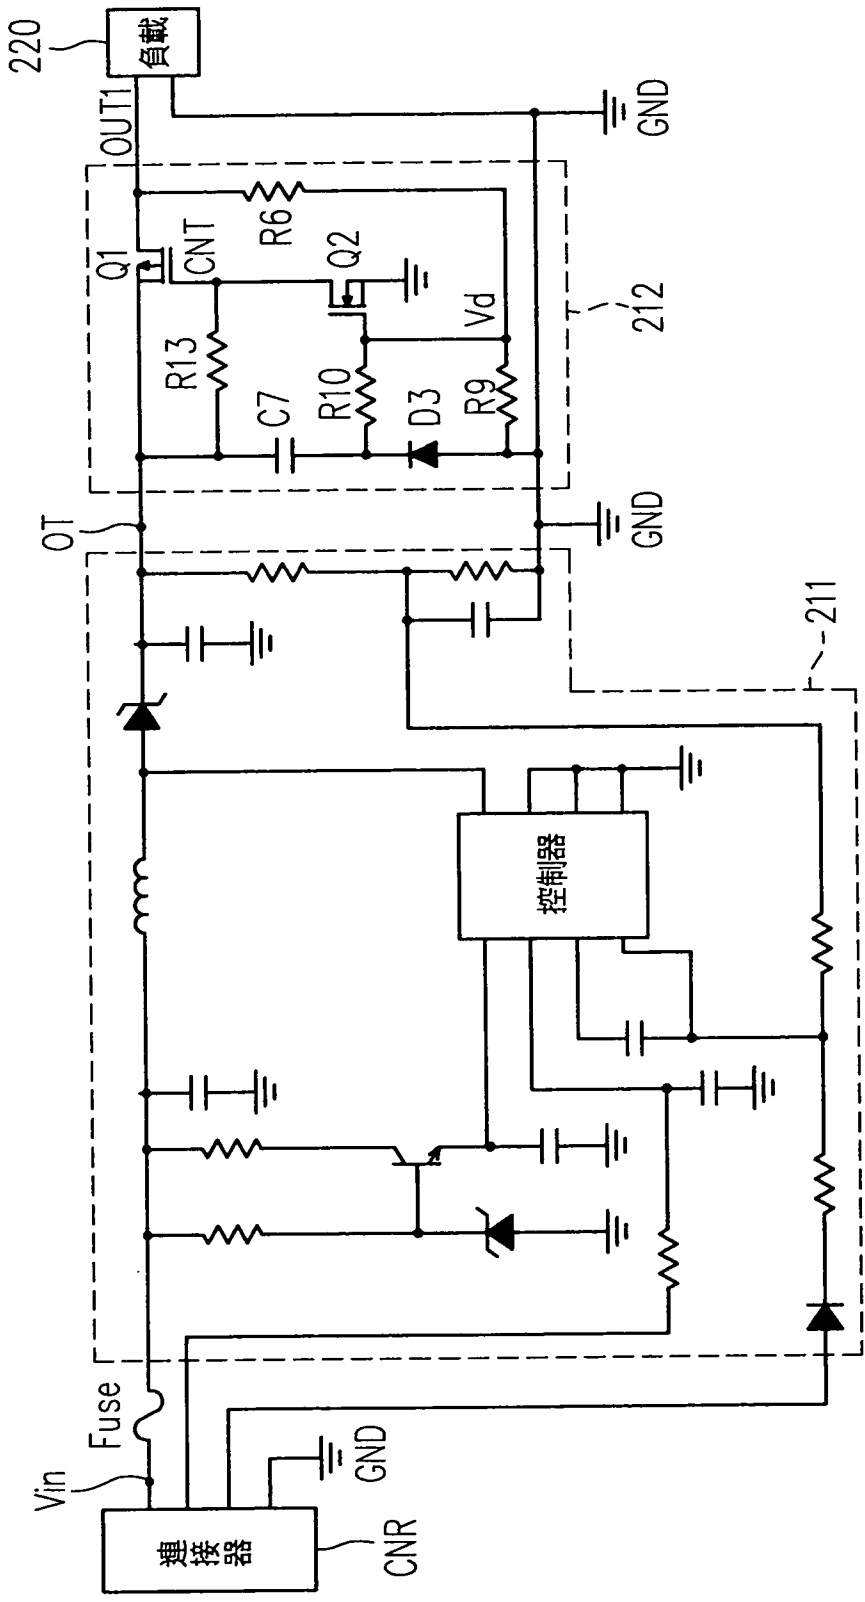 連接器
CNR
Vin
Fuse
GND
控制器
211
OT
GND
C7
R13
R10
D3
R9
Q1
CNT
Q2
R6
Vd
212
OUT1
負載
220
GND